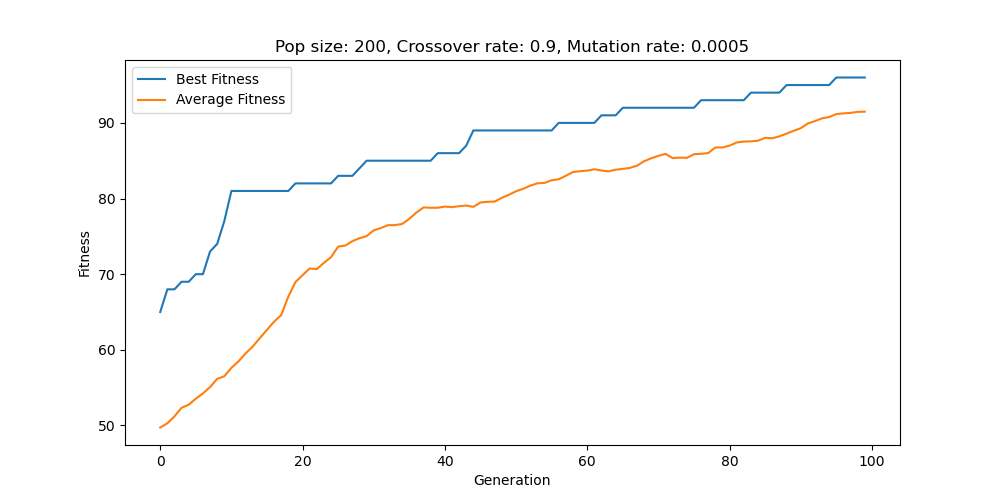 Pop size: 200, Crossover rate: 0.9, Mutation rate: 0.0005
Best Fitness
Average Fitness
90
80
70
60
50
Fitness
0 20 40 60 80 100
Generation